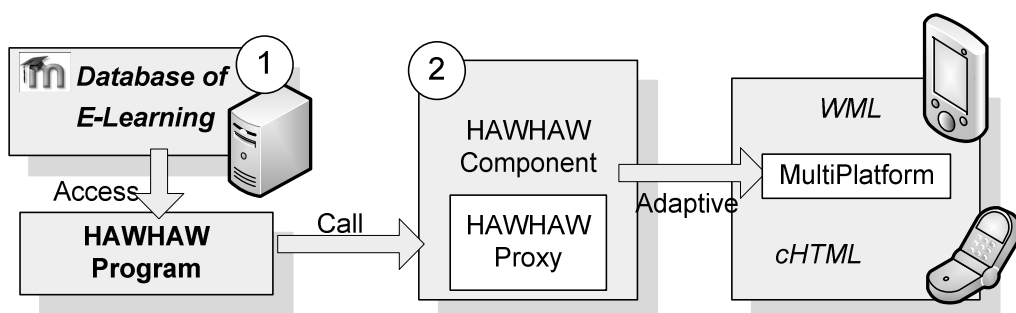 m
Database of
E-Learning
1
Access
HAWHAW
Program
Call
2
HAWHAW
Component
HAWHAW
Proxy
Adaptive
WML
MultiPlatform
cHTML